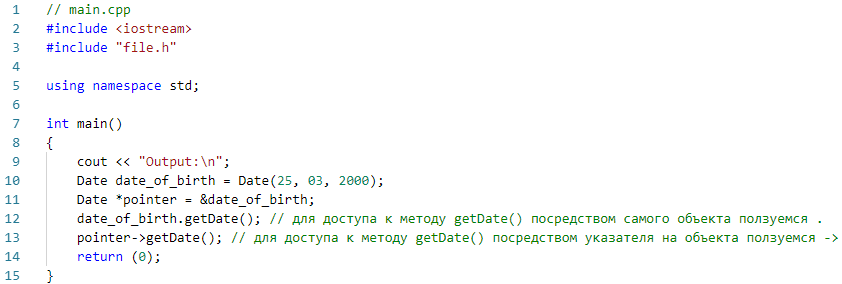 1 // main.cpp
2 #include <iostream>
3 #include "file.h"
4
5 using namespace std;
6
7 int main()
8 {
9 cout << "Output:\n";
10 Date date_of_birth = Date(25, 03, 2000);
11 Date *pointer = &date_of_birth;
12 date_of_birth.getDate(); // для доступа к методу getDate() посредством самого объекта ползуемся .
13 pointer->getDate(); // для доступа к методу getDate() посредством указателя на объекта ползуемся ->
14 return (0);
15 }